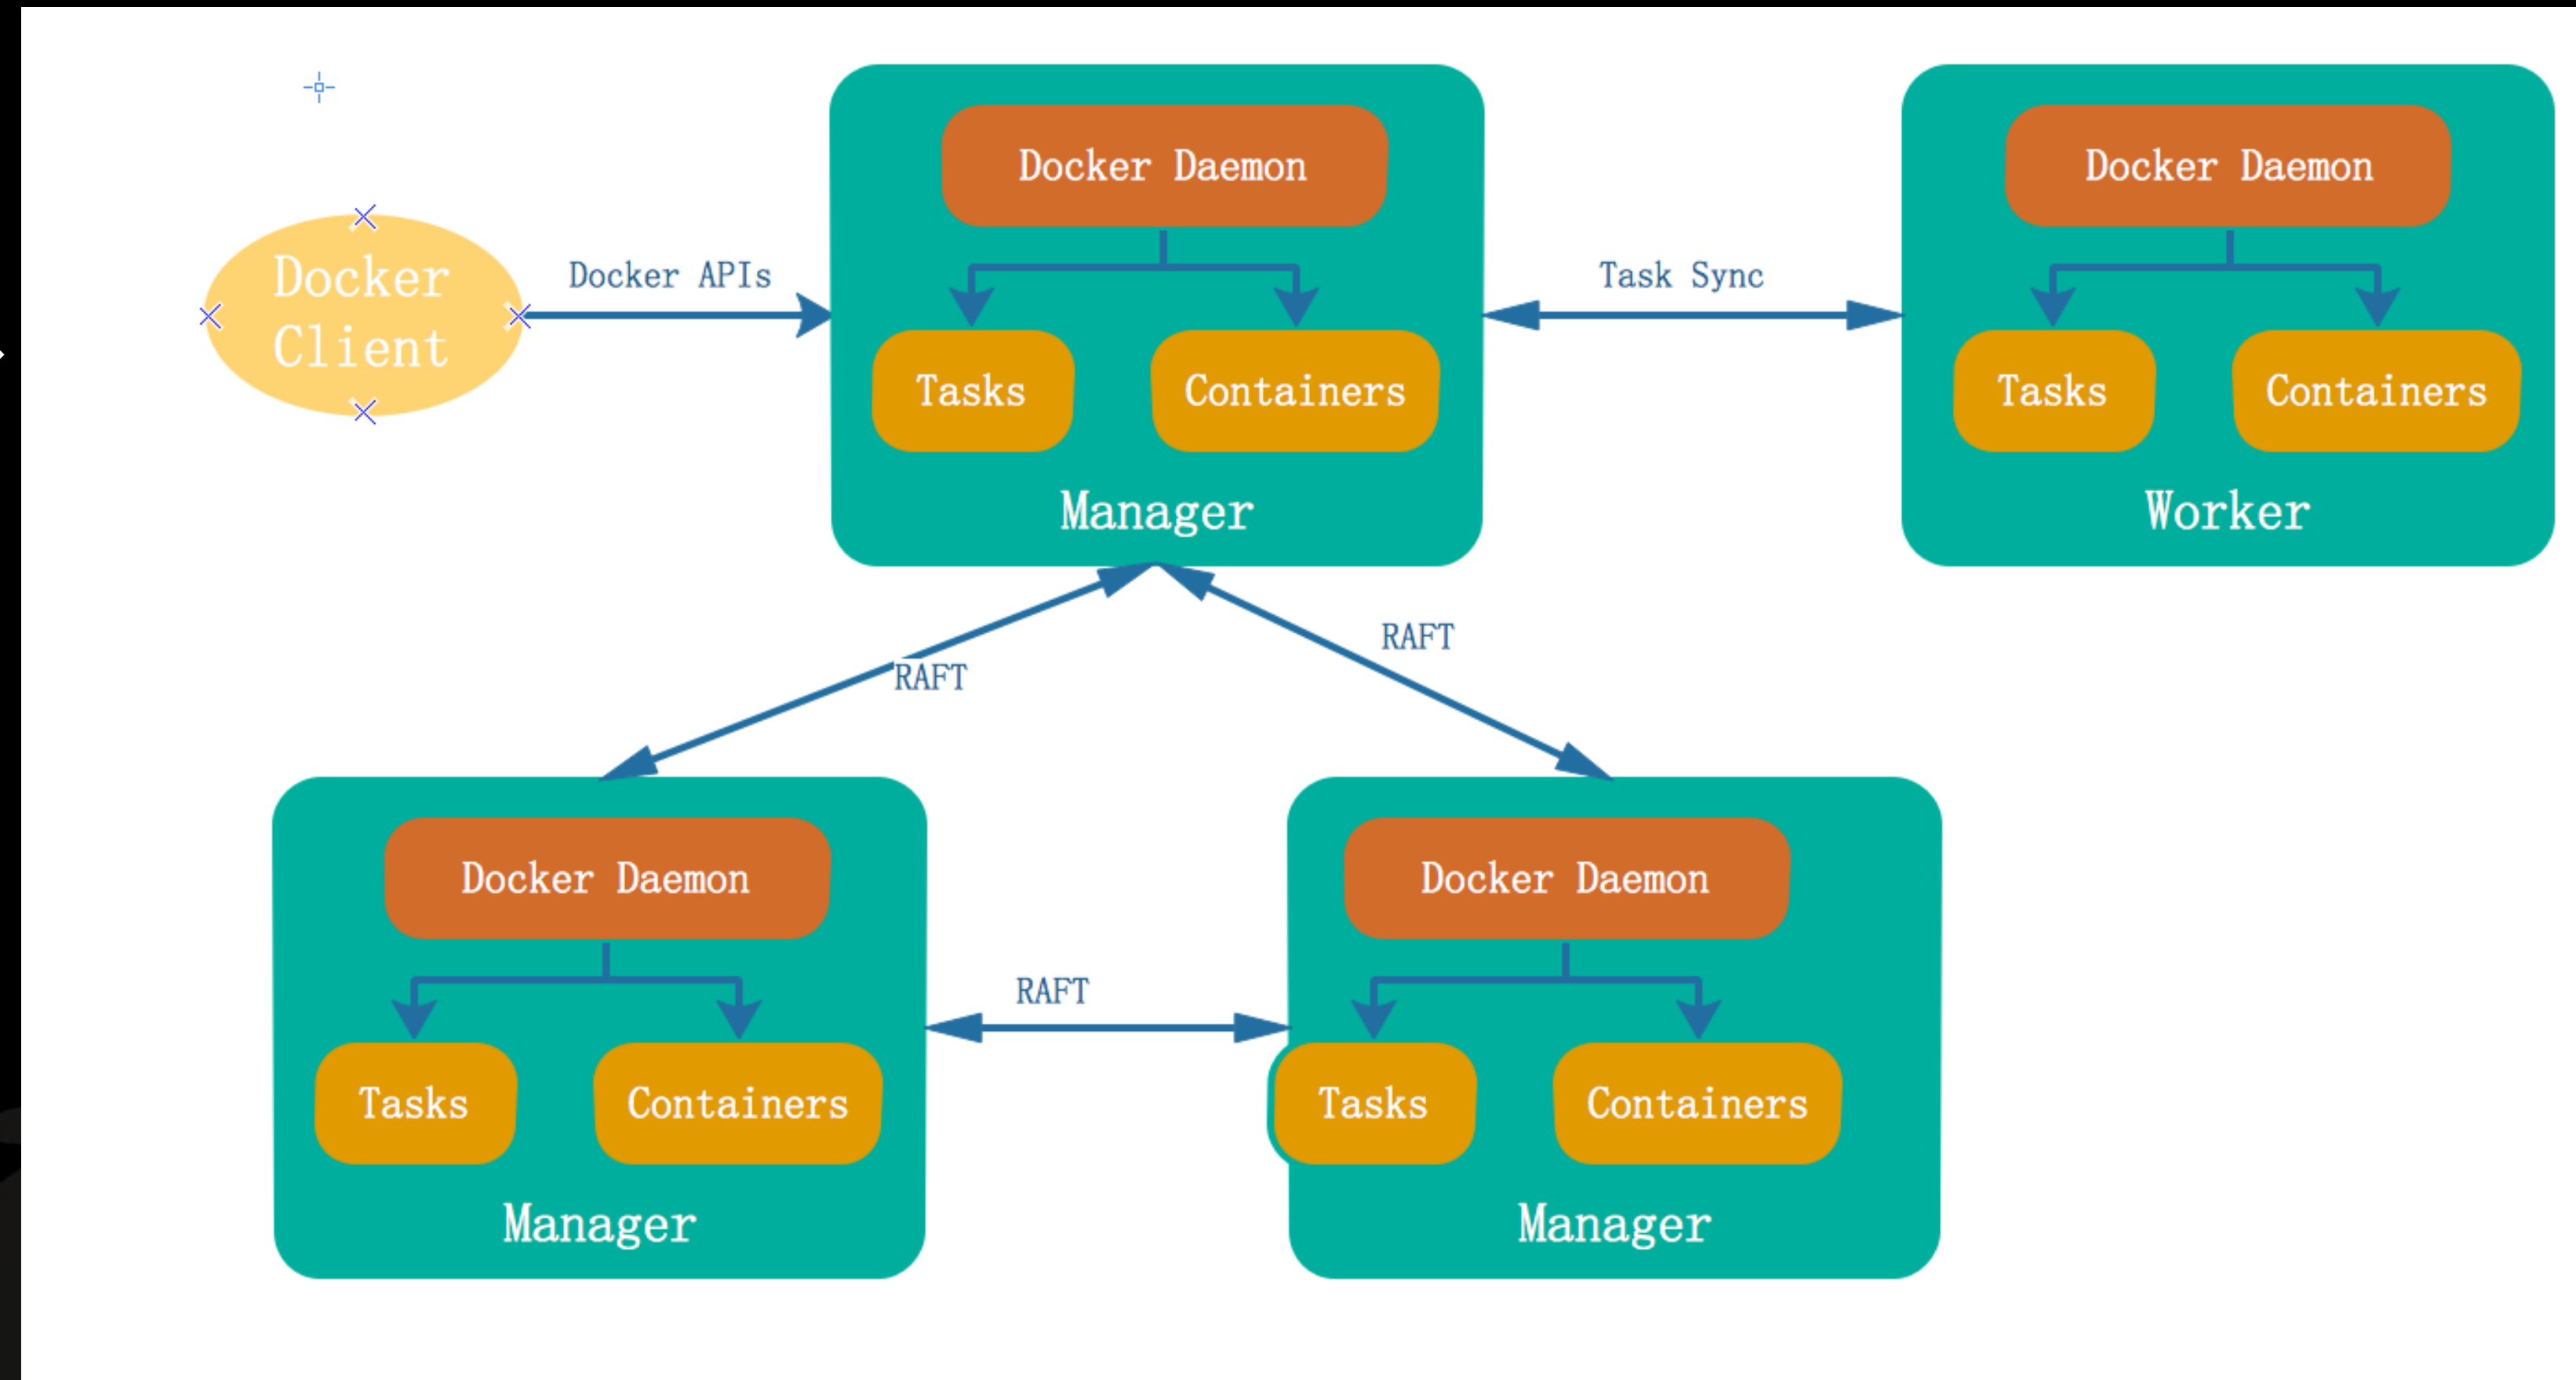 Docker
Client
Docker APIs
Docker Daemon
Tasks
Containers
Manager
Task Sync
Docker Daemon
Tasks
Containers
Worker
RAFT
RAFT
Docker Daemon
Tasks
Containers
Manager
RAFT
Docker Daemon
Tasks
Containers
Manager